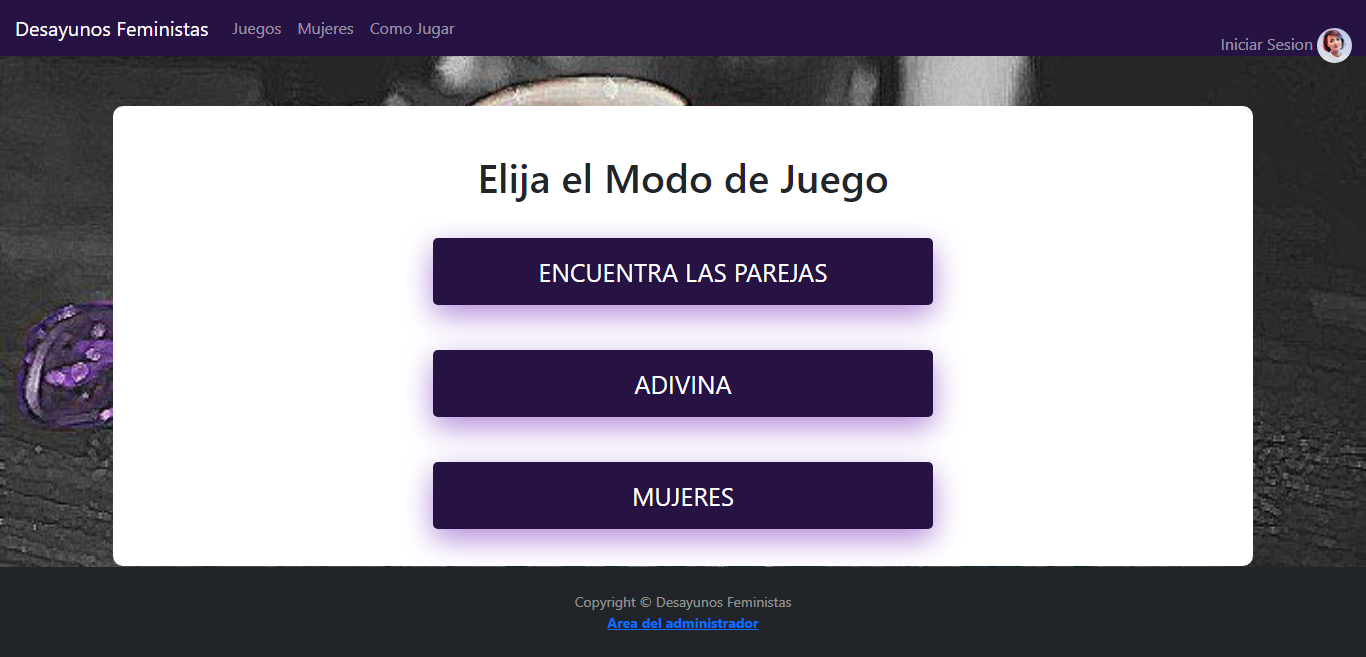 Desayunos Feministas Juegos Mujeres Como Jugar
Iniciar Sesion
Elija el Modo de Juego
ENCUENTRA LAS PAREJAS
ADIVINA
MUJERES
Copyright © Desayunos Feministas
Area del administrador